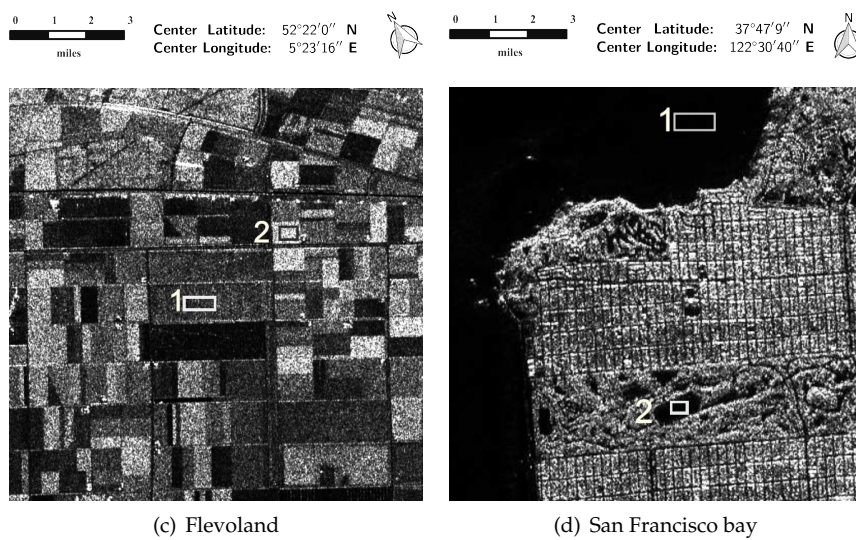 0 1 2 3
miles
Center Latitude: 52°22′0′′ N
Center Longitude: 5°23′16′′ E
N
0 1 2 3
miles
Center Latitude: 37°47′9′′ N
Center Longitude: 122°30′40′′ E
N
2
1
(c) Flevoland
1
2
(d) San Francisco bay